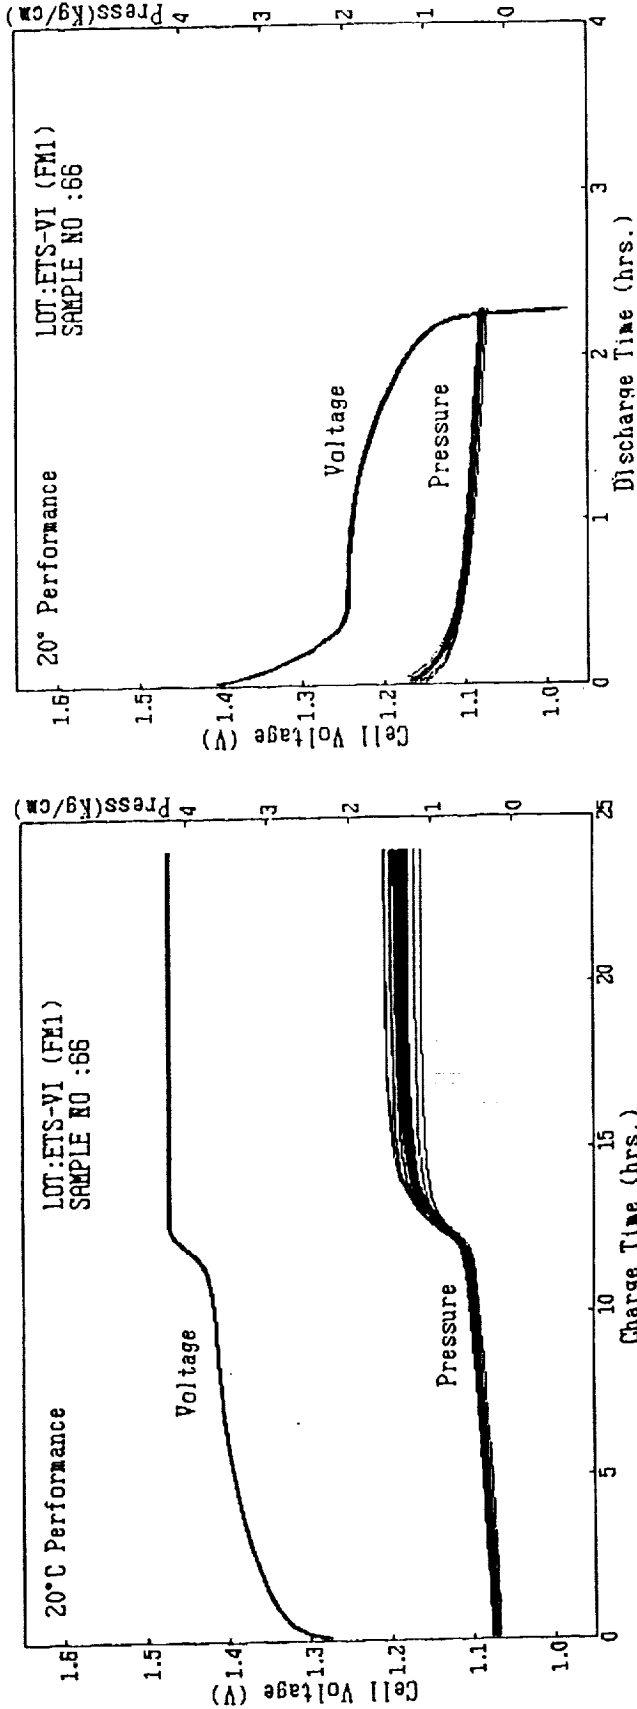 20°C Performance
LOT:ETS-VI (FM1)
SAMPLE NO :66
Cell Voltage (V)
1.6
1.5
1.4
1.3
1.2
1.1
1.0
Voltage
Pressure
Press(Kg/cm)
4
3
2
1
0
0
5
10
15
20
25
Charge Time (hrs.)
20° Performance
LOT:ETS-VI (FM1)
SAMPLE NO :66
Cell Voltage (V)
1.6
1.5
1.4
1.3
1.2
1.1
1.0
Voltage
Pressure
Press(Kg/cm)
4
3
2
1
0
0
1
2
3
4
Discharge Time (hrs.)